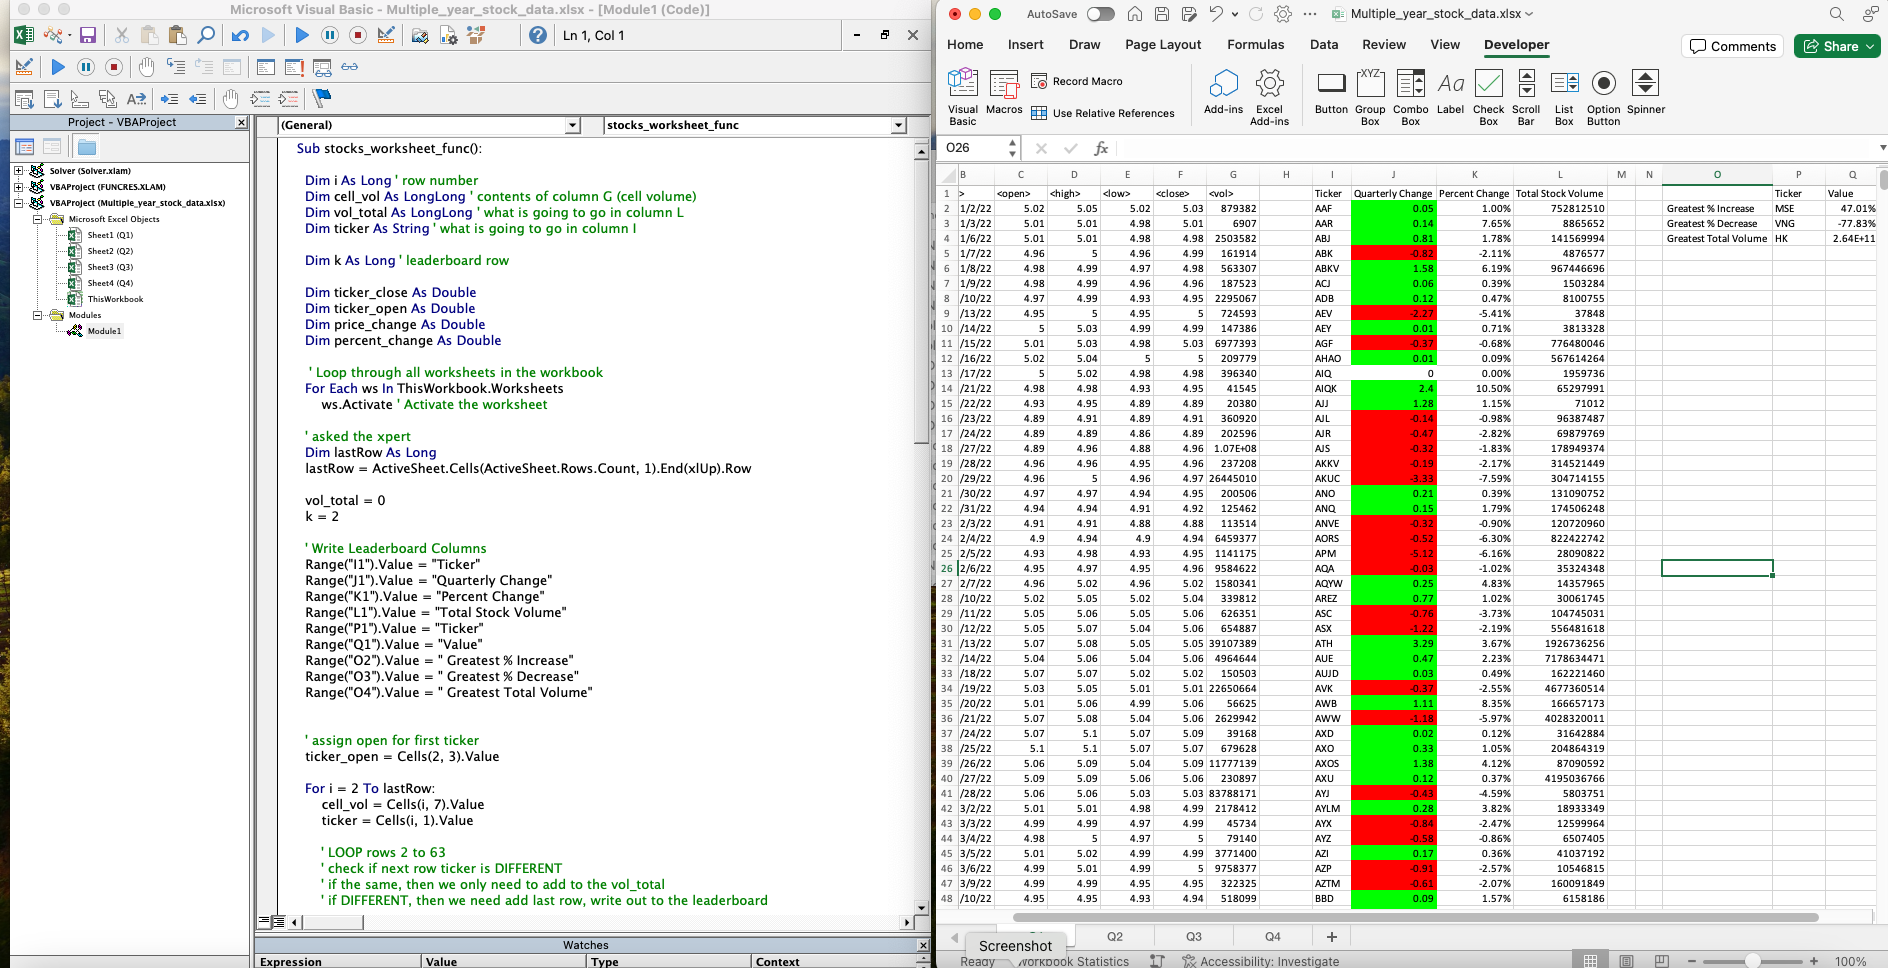 Microsoft Visual Basic - Multiple_year_stock_data.xlsx - [Module1 (Code)]
Ln 1, Col 1
Project - VBAProject
Solver (Solver.xlam)
VBAProject (FUNCRES.XLAM)
VBAProject (Multiple_year_stock_data.xlsx)
Microsoft Excel Objects
Sheet1 (Q1)
Sheet2 (Q2)
Sheet3 (Q3)
Sheet4 (Q4)
ThisWorkbook
Modules
Module1
(General) stocks_worksheet_func
Sub stocks_worksheet_func():
Dim i As Long ' row number
Dim cell_vol As LongLong ' contents of column G (cell volume)
Dim vol_total As LongLong ' what is going to go in column L
Dim ticker As String ' what is going to go in column I
Dim k As Long ' leaderboard row
Dim ticker_close As Double
Dim ticker_open As Double
Dim price_change As Double
Dim percent_change As Double
' Loop through all worksheets in the workbook
For Each ws In ThisWorkbook.Worksheets
ws.Activate ' Activate the worksheet
' asked the xpert
Dim lastRow As Long
lastRow = ActiveSheet.Cells(ActiveSheet.Rows.Count, 1).End(xlUp).Row
vol_total = 0
k = 2
' Write Leaderboard Columns
Range("I1").Value = "Ticker"
Range("J1").Value = "Quarterly Change"
Range("K1").Value = "Percent Change"
Range("L1").Value = "Total Stock Volume"
Range("P1").Value = "Ticker"
Range("Q1").Value = "Value"
Range("O2").Value = " Greatest % Increase"
Range("O3").Value = " Greatest % Decrease"
Range("O4").Value = " Greatest Total Volume"
' assign open for first ticker
ticker_open = Cells(2, 3).Value
For i = 2 To lastRow:
cell_vol = Cells(i, 7).Value
ticker = Cells(i, 1).Value
' LOOP rows 2 to 63
' check if next row ticker is DIFFERENT
' if the same, then we only need to add to the vol_total
' if DIFFERENT, then we need add last row, write out to the leaderboard
Watches
Expression Value Type Context
AutoSave Multiple_year_stock_data.xlsx
Home Insert Draw Page Layout Formulas Data Review View Developer Comments Share
Visual Basic Macros Record Macro Use Relative References Add-ins Excel Add-ins Button Group Box Combo Box Label Check Box Scroll Bar List Box Option Button Spinner
O26 fx
B C D E F G H I J K L M N O P Q
1 > <open> <high> <low> <close> <vol> Ticker Quarterly Change Percent Change Total Stock Volume Ticker Value
2 1/2/22 5.02 5.05 5.02 5.03 879382 AAF 0.05 1.00% 752812510 Greatest % Increase MSE 47.01%
3 1/3/22 5.01 5.01 4.98 5.01 6907 AAR 0.14 7.65% 8865652 Greatest % Decrease VNG -77.83%
4 1/6/22 5.01 5.01 4.98 4.98 2503582 ABJ 0.81 1.78% 141569994 Greatest Total Volume HK 2.64E+11
5 1/7/22 4.96 5 4.96 4.99 161914 ABK -0.82 -2.11% 4876577
6 1/8/22 4.98 4.99 4.97 4.98 563307 ABKV 1.58 6.19% 967446696
7 1/9/22 4.98 4.99 4.96 4.96 187523 ACJ 0.06 0.39% 1503284
8 /10/22 4.97 4.99 4.93 4.95 2295067 ADB 0.12 0.47% 8100755
9 /13/22 4.95 5 4.95 5 724593 AEV -2.27 -5.41% 37848
10 /14/22 5 5.03 4.99 4.99 147386 AEY 0.01 0.71% 3813328
11 /15/22 5.01 5.03 4.98 5.03 6977393 AGF -0.37 -0.68% 776480046
12 /16/22 5.02 5.04 5 5 209779 AHAO 0.01 0.09% 567614264
13 /17/22 5 5.02 4.98 4.98 396340 AIQ 0 0.00% 1959736
14 /21/22 4.98 4.98 4.93 4.95 41545 AIQK 2.4 10.50% 65297991
15 /22/22 4.93 4.95 4.89 4.89 20380 AJJ 1.28 1.15% 71012
16 /23/22 4.89 4.91 4.89 4.91 360920 AJL -0.14 -0.98% 96387487
17 /24/22 4.89 4.89 4.86 4.89 202596 AJR -0.47 -2.82% 69879769
18 /27/22 4.89 4.96 4.88 4.96 1.07E+08 AJS -0.32 -1.83% 178949374
19 /28/22 4.96 4.96 4.95 4.96 237208 AKKV -0.19 -2.17% 314521449
20 /29/22 4.96 5 4.96 4.97 26445010 AKUC -3.33 -7.59% 304714155
21 /30/22 4.97 4.97 4.94 4.95 200506 ANO 0.21 0.39% 131090752
22 /31/22 4.94 4.94 4.91 4.92 125462 ANQ 0.15 1.79% 174506248
23 2/3/22 4.91 4.91 4.88 4.88 113514 ANVE -0.32 -0.90% 120720960
24 2/4/22 4.9 4.94 4.9 4.94 6459377 AORS -0.52 -6.30% 822422742
25 2/5/22 4.93 4.98 4.93 4.95 1141175 APM -5.12 -6.16% 28090822
26 2/6/22 4.95 4.97 4.95 4.96 9584622 AQA -0.03 -1.02% 35324348
27 2/7/22 4.96 5.02 4.96 5.02 1580341 AQYW 0.25 4.83% 14357965
28 /10/22 5.02 5.05 5.02 5.04 339812 AREZ 0.77 1.02% 30061745
29 /11/22 5.05 5.06 5.05 5.05 626351 ASC -0.76 -3.73% 104745031
30 /12/22 5.05 5.07 5.04 5.06 654887 ASX -1.22 -2.19% 556481618
31 /13/22 5.07 5.08 5.05 5.05 39107389 ATH 3.29 3.67% 1926736256
32 /14/22 5.04 5.06 5.04 5.06 4964644 AUE 0.47 2.23% 7178634471
33 /18/22 5.07 5.07 5.02 5.02 150503 AUJD 0.03 0.49% 162221460
34 /19/22 5.03 5.05 5.01 5.01 22650664 AVK -0.37 -2.55% 4677360514
35 /20/22 5.01 5.06 4.99 5.06 56625 AWB 1.11 8.35% 166657173
36 /21/22 5.07 5.08 5.04 5.06 2629942 AWW -1.18 -5.97% 4028320011
37 /24/22 5.07 5.1 5.07 5.09 39168 AXD 0.02 0.12% 31642884
38 /25/22 5.1 5.1 5.07 5.07 679628 AXO 0.33 1.05% 204864319
39 /26/22 5.06 5.09 5.04 5.09 11777139 AXOS 1.38 4.12% 87090592
40 /27/22 5.09 5.09 5.06 5.06 230897 AXU 0.12 0.37% 4195036766
41 /28/22 5.06 5.06 5.03 5.03 83788171 AYJ -0.43 -4.59% 5803751
42 3/2/22 5.01 5.01 4.98 4.99 2178412 AYLM 0.28 3.82% 18933349
43 3/3/22 4.99 4.99 4.97 4.99 45734 AYX -0.84 -2.47% 12599964
44 3/4/22 4.98 5 4.97 5 79140 AYZ -0.58 -0.86% 6507405
45 3/5/22 5.01 5.02 4.99 4.99 3771400 AZI 0.17 0.36% 41037192
46 3/6/22 4.99 5.01 4.99 5 9758377 AZP -0.91 -2.57% 10546815
47 3/9/22 4.99 4.99 4.95 4.95 322325 AZTM -0.61 -2.07% 160091849
48 /10/22 4.95 4.95 4.93 4.94 518099 BBD 0.09 1.57% 6158186
Q2 Q3 Q4 +
Screenshot
Ready Workbook Statistics Accessibility: Investigate 100%